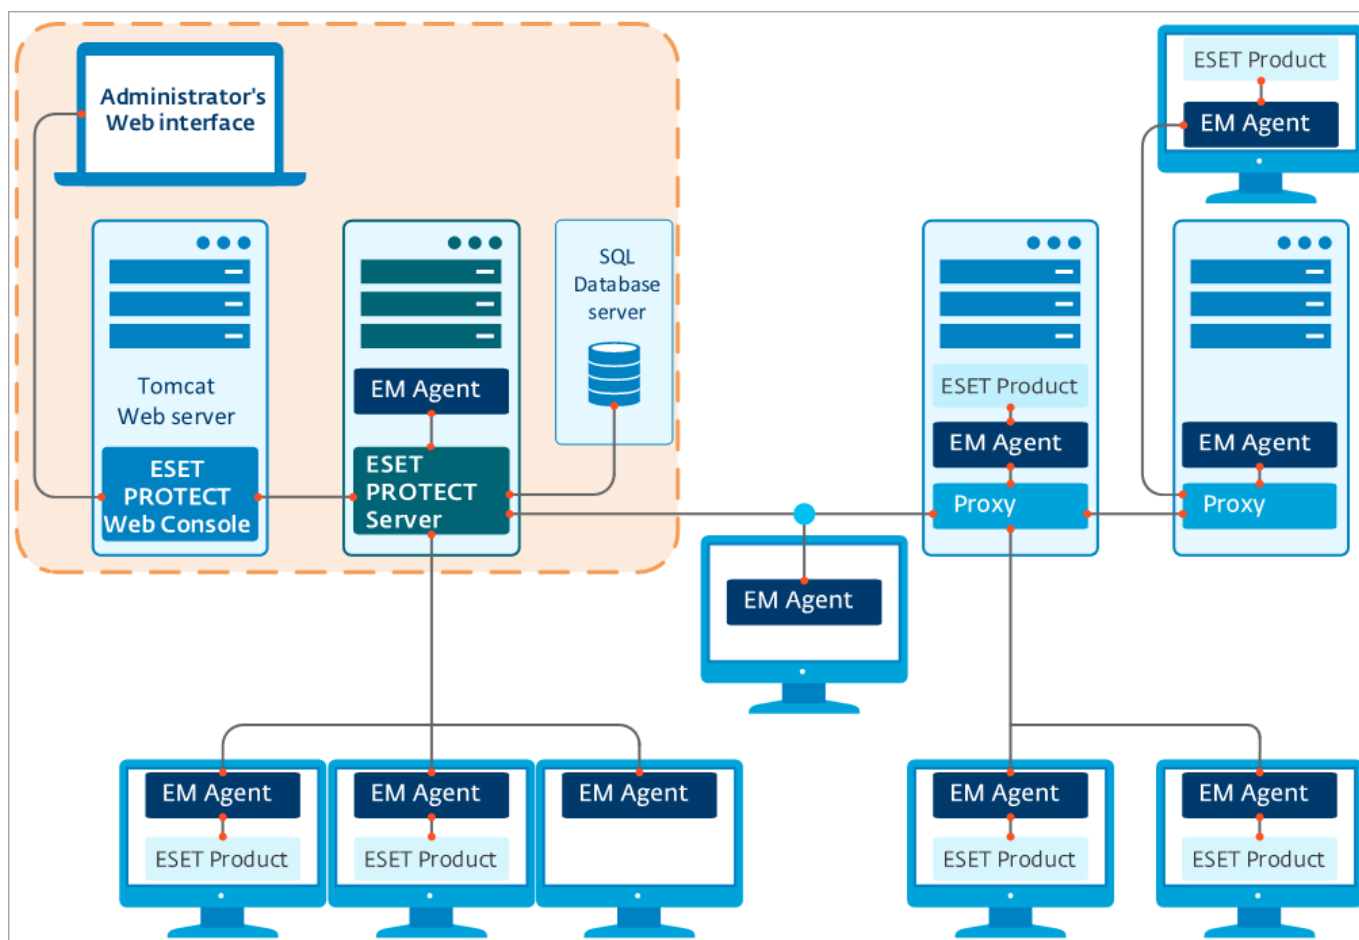 Administrator's
Web interface
ESET Product
EM Agent
Tomcat
Web server
ESET
PROTECT
Web Console
EM Agent
ESET
PROTECT
Server
SQL
Database
server
ESET Product
EM Agent
Proxy
EM Agent
Proxy
EM Agent
EM Agent
ESET Product
EM Agent
ESET Product
EM Agent
EM Agent
ESET Product
EM Agent
ESET Product